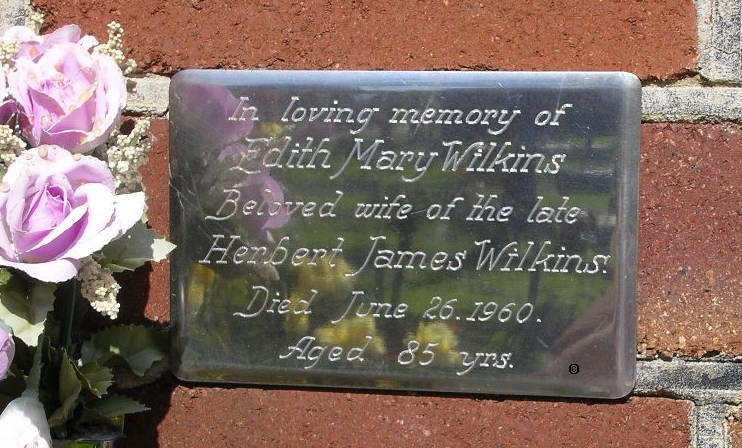 In loving memory of
Edith Mary Wilkins
Beloved wife of the late
Herbert James Wilkins.
Died June 26. 1960.
Aged 85 yrs.
©